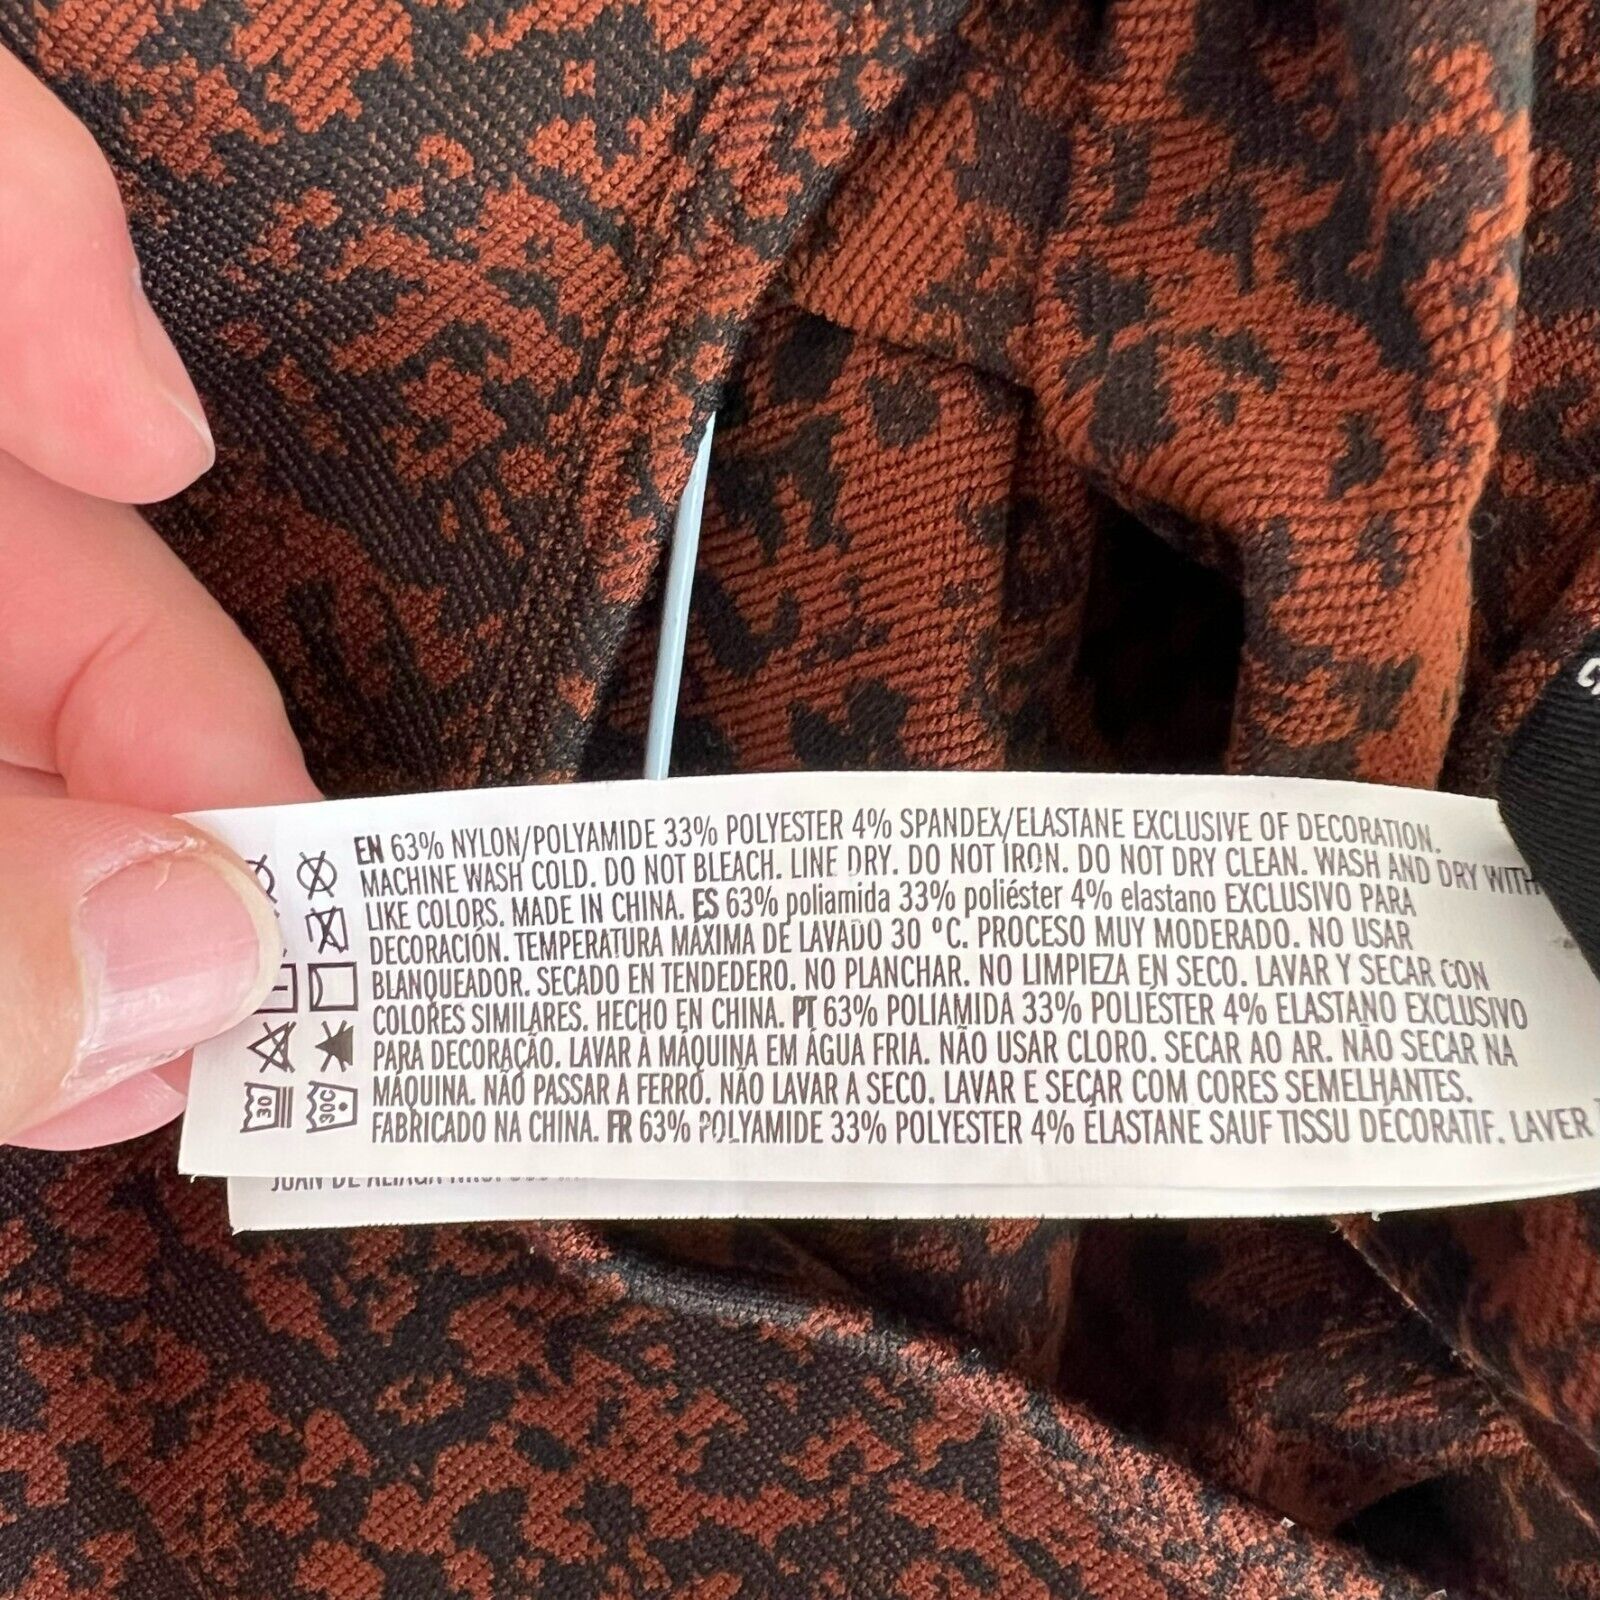 EN 63% NYLON/POLYAMIDE 33% POLYESTER 4% SPANDEX/ELASTANE EXCLUSIVE OF DECORATION.
MACHINE WASH COLD. DO NOT BLEACH. LINE DRY. DO NOT IRON. DO NOT DRY CLEAN. WASH AND DRY WITH
LIKE COLORS. MADE IN CHINA. ES 63% poliamida 33% poliéster 4% elastano EXCLUSIVO PARA
DECORACIÓN. TEMPERATURA MÁXIMA DE LAVADO 30 °C. PROCESO MUY MODERADO. NO USAR
BLANQUEADOR. SECADO EN TENDEDERO. NO PLANCHAR. NO LIMPIEZA EN SECO. LAVAR Y SECAR CON
COLORES SIMILARES. HECHO EN CHINA. PT 63% POLIAMIDA 33% POLIÉSTER 4% ELASTANO EXCLUSIVO
PARA DECORAÇÃO. LAVAR À MÁQUINA EM ÁGUA FRIA. NÃO USAR CLORO. SECAR AO AR. NÃO SECAR NA
MÁQUINA. NÃO PASSAR A FERRO. NÃO LAVAR A SECO. LAVAR E SEÇAR COM CORES SEMELHANTES.
FABRICADO NA CHINA. FR 63% POLYAMIDE 33% POLYESTER 4% ÉLASTANE SAUF TISSU DÉCORATIF. LAVER
30
30C
JUAN DE ALIAGA